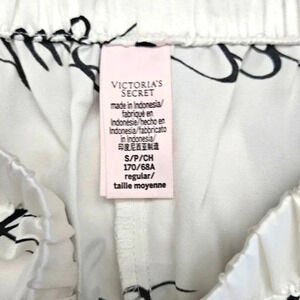 VICTORIA'S
SECRET
made in Indonesia/
fabriqué en
Indonésie/hecho en
Indonesia/fabbricato
in Indonesia/
印度尼西亚制造
S/P/CH
170/68A
regular/
taille moyenne